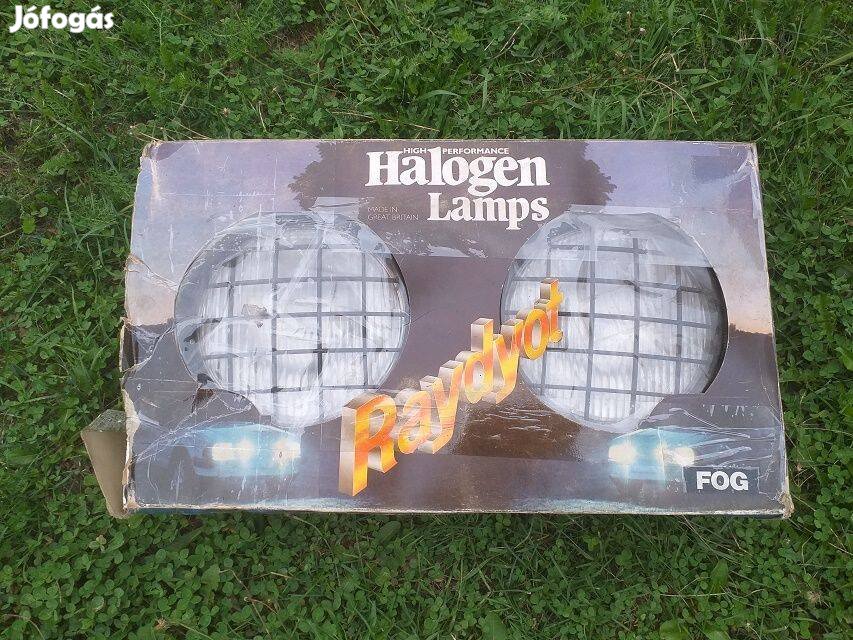 Jófogás
HIGH PERFORMANCE
Halogen
Lamps
MADE IN
GREAT BRITAIN
Raydyot
FOG